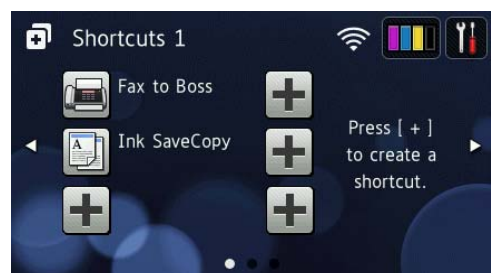 Shortcuts 1
Fax to Boss
Ink SaveCopy
Press [ + ]
to create a
shortcut.